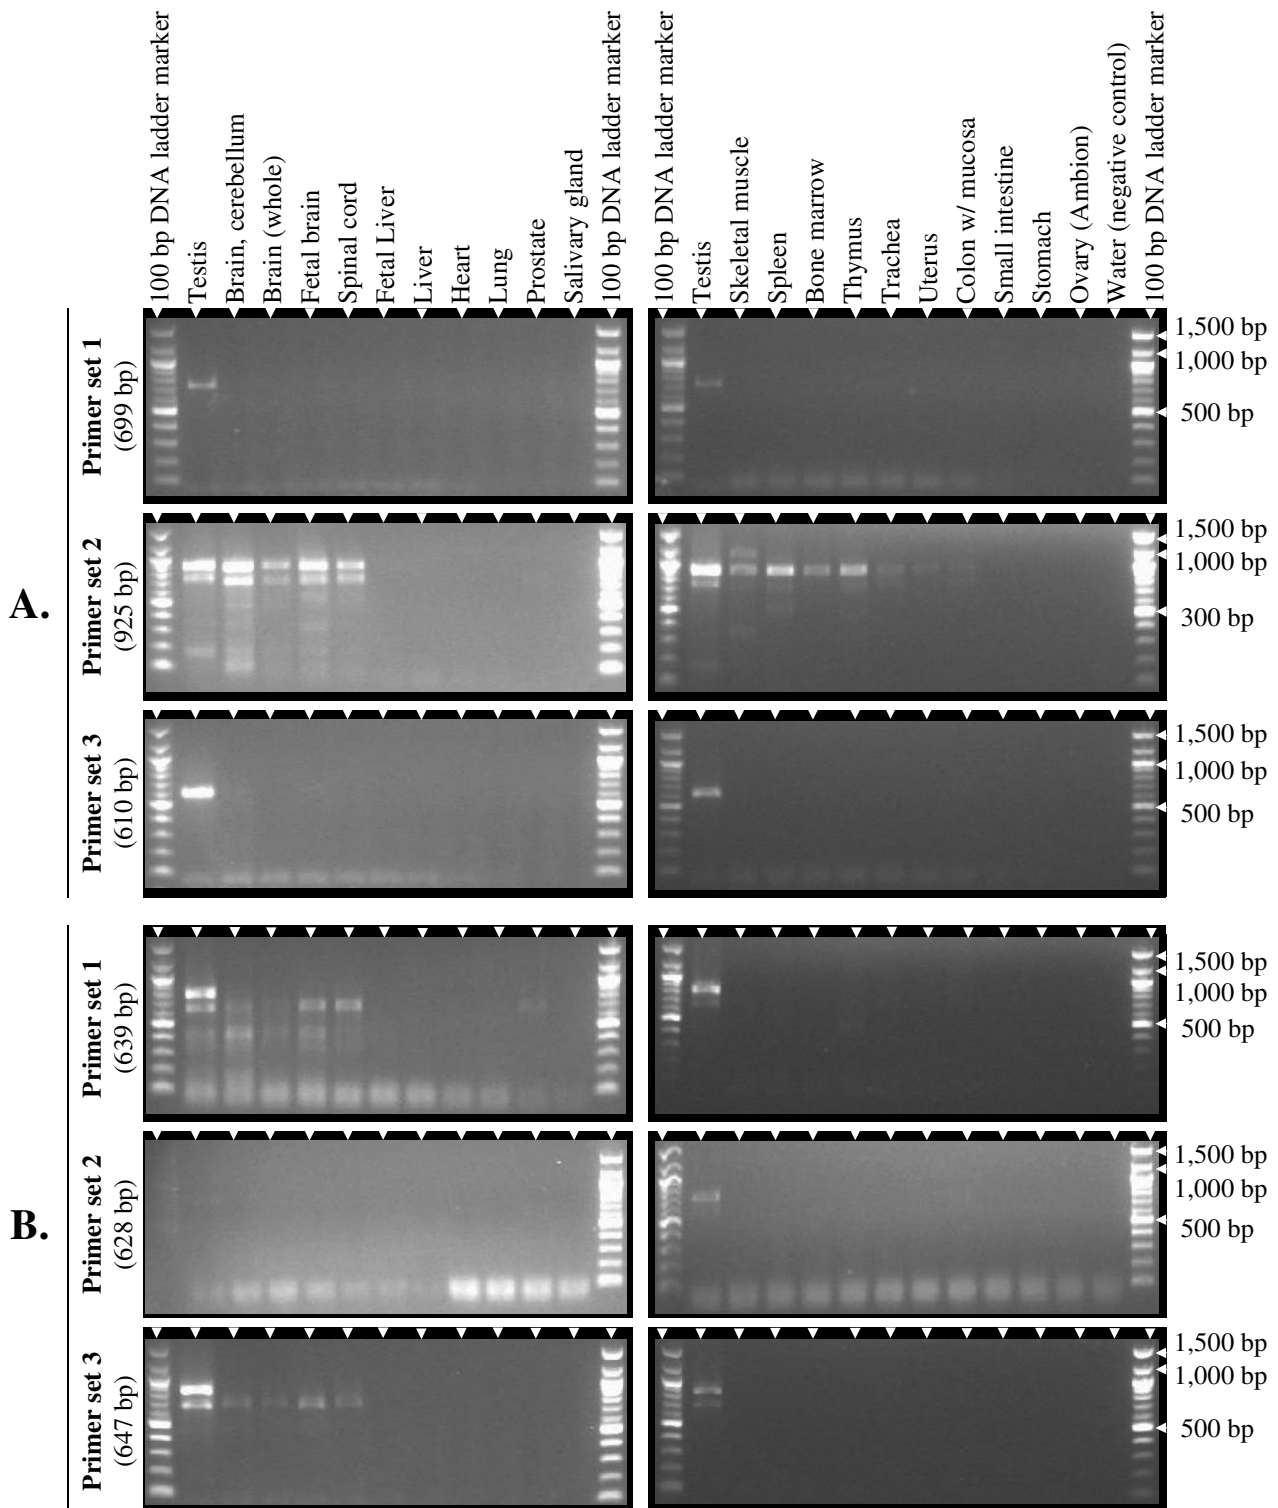 100 bp DNA ladder marker
Testis
Brain, cerebellum
Brain (whole)
Fetal brain
Spinal cord
Fetal Liver
Liver
Heart
Lung
Prostate
Salivary gland
100 bp DNA ladder marker
100 bp DNA ladder marker
Testis
Skeletal muscle
Spleen
Bone marrow
Thymus
Trachea
Uterus
Colon w/ mucosa
Small intestine
Stomach
Ovary (Ambion)
Water (negative control)
100 bp DNA ladder marker
A.
Primer set 1
(699 bp)
1,500 bp
1,000 bp
500 bp
Primer set 2
(925 bp)
1,500 bp
1,000 bp
300 bp
Primer set 3
(610 bp)
1,500 bp
1,000 bp
500 bp
B.
Primer set 1
(639 bp)
1,500 bp
1,000 bp
500 bp
Primer set 2
(628 bp)
1,500 bp
1,000 bp
500 bp
Primer set 3
(647 bp)
1,500 bp
1,000 bp
500 bp